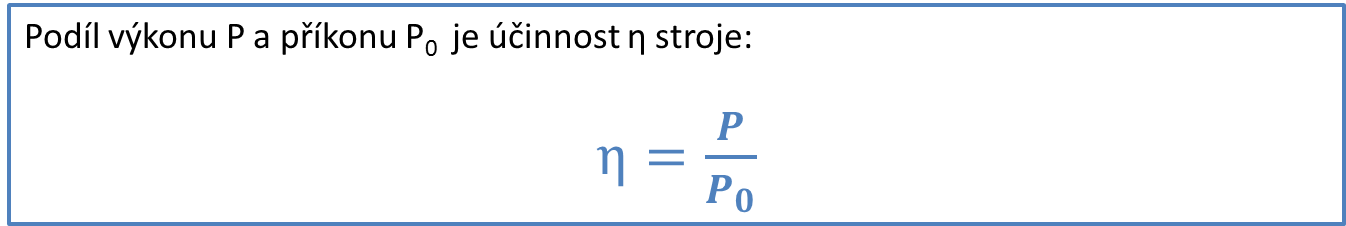 Podíl výkonu P a příkonu P₀ je účinnost η stroje:
η = P/P₀